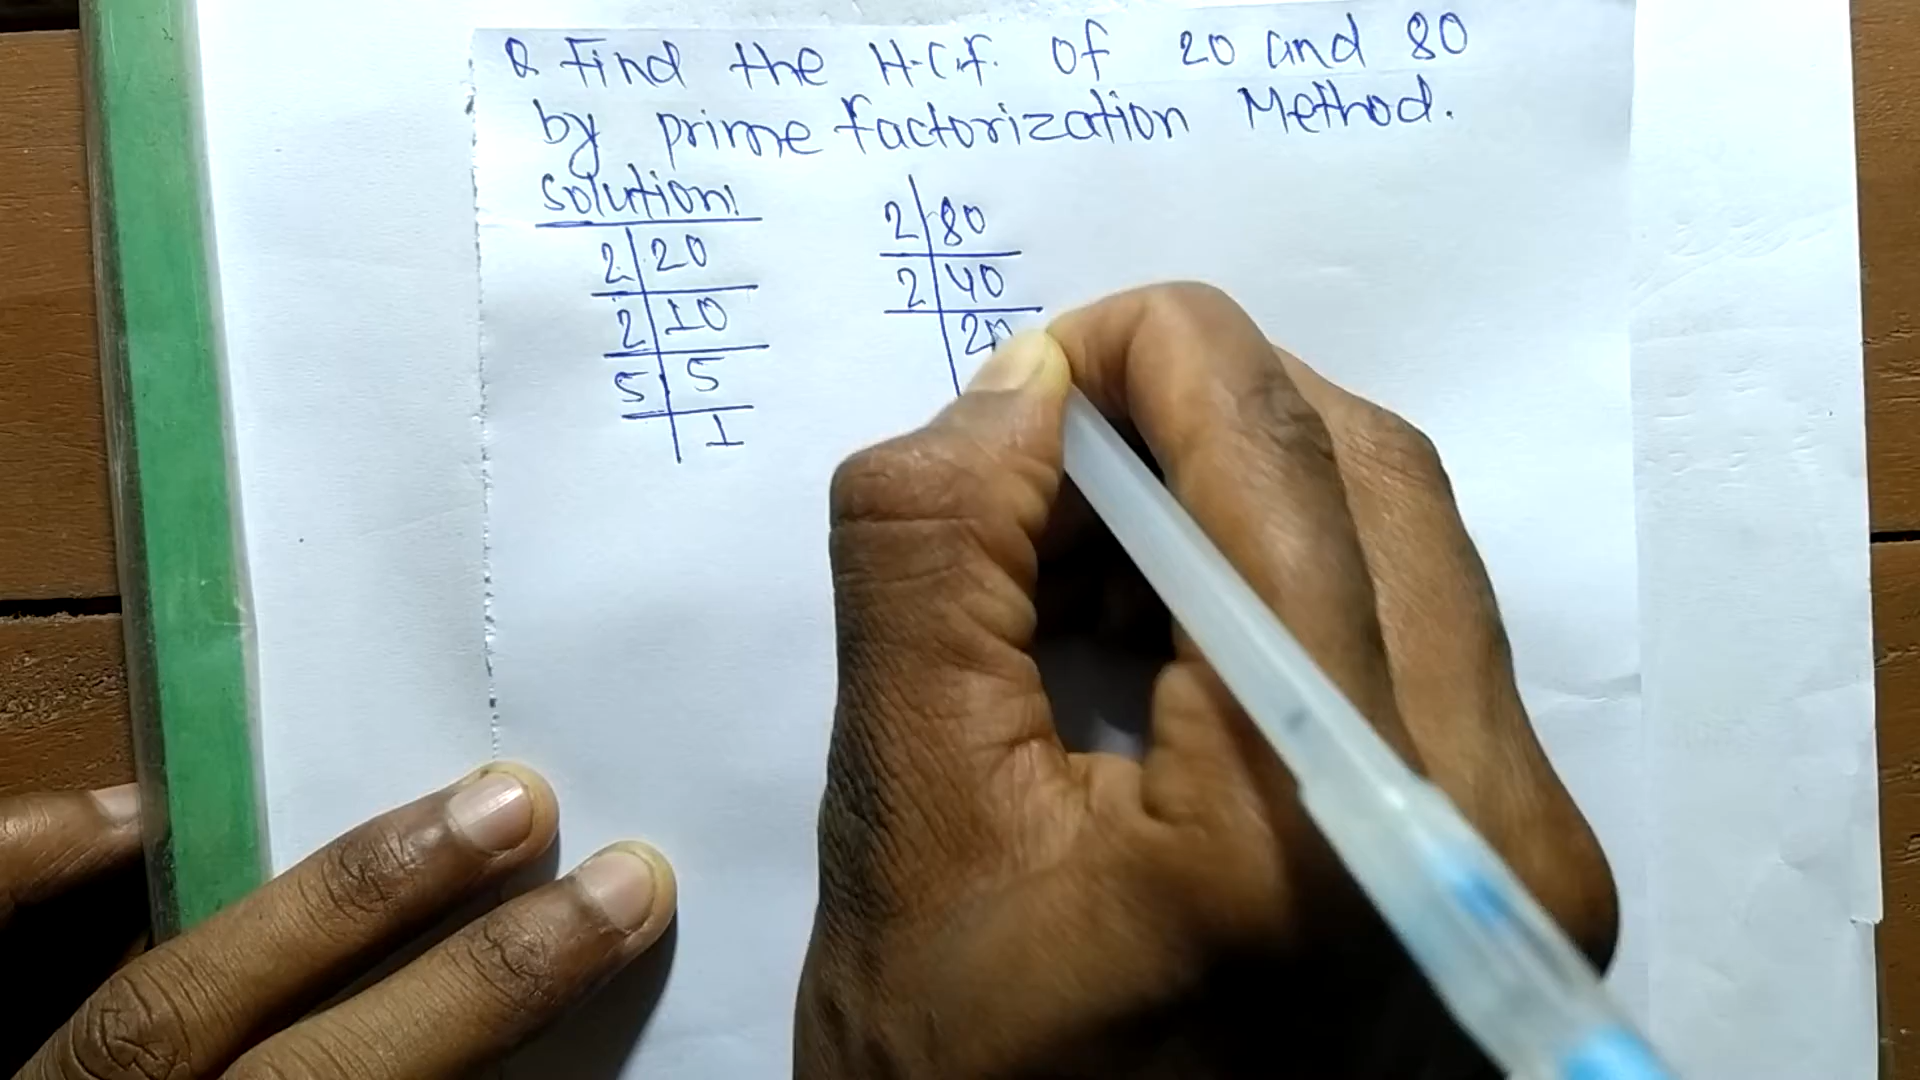 Q Find the H.C.f. of 20 and 80
by prime factorization Method.
solution:
2 20
2 10
5 5
1
2 80
2 40
20